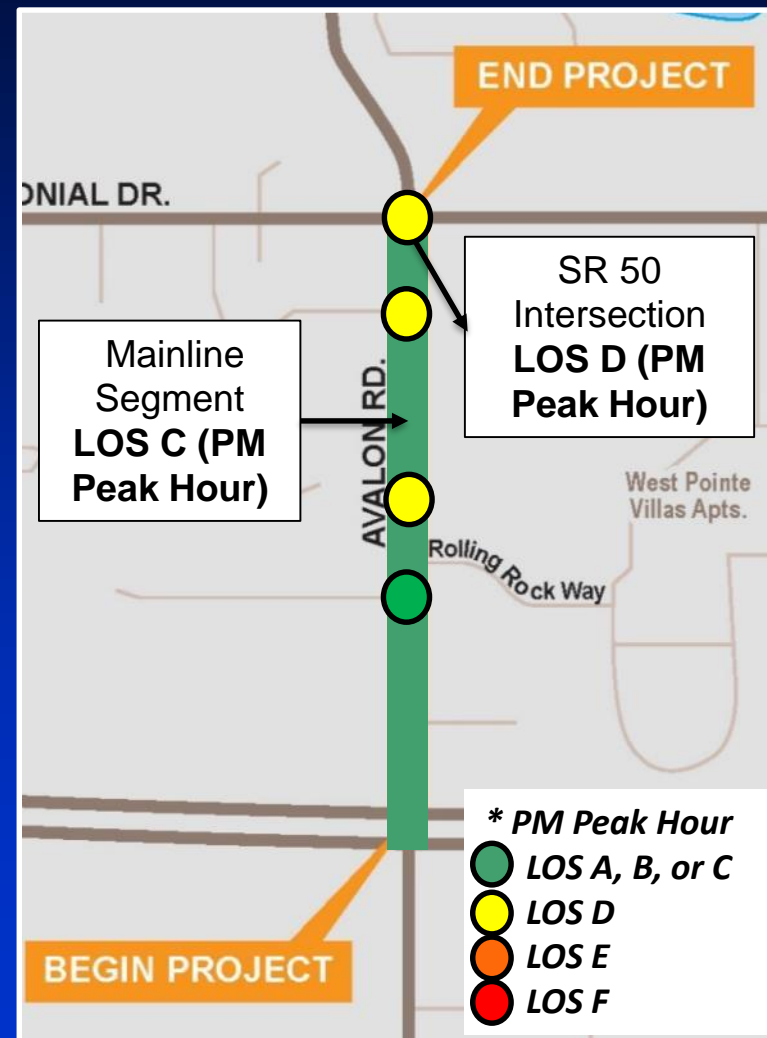 END PROJECT
ONIAL DR.
SR 50
Intersection
LOS D (PM
Peak Hour)
Mainline
Segment
LOS C (PM
Peak Hour)
AVALON RD.
West Pointe
Villas Apts.
Rolling Rock Way
BEGIN PROJECT
* PM Peak Hour
LOS A, B, or C
LOS D
LOS E
LOS F